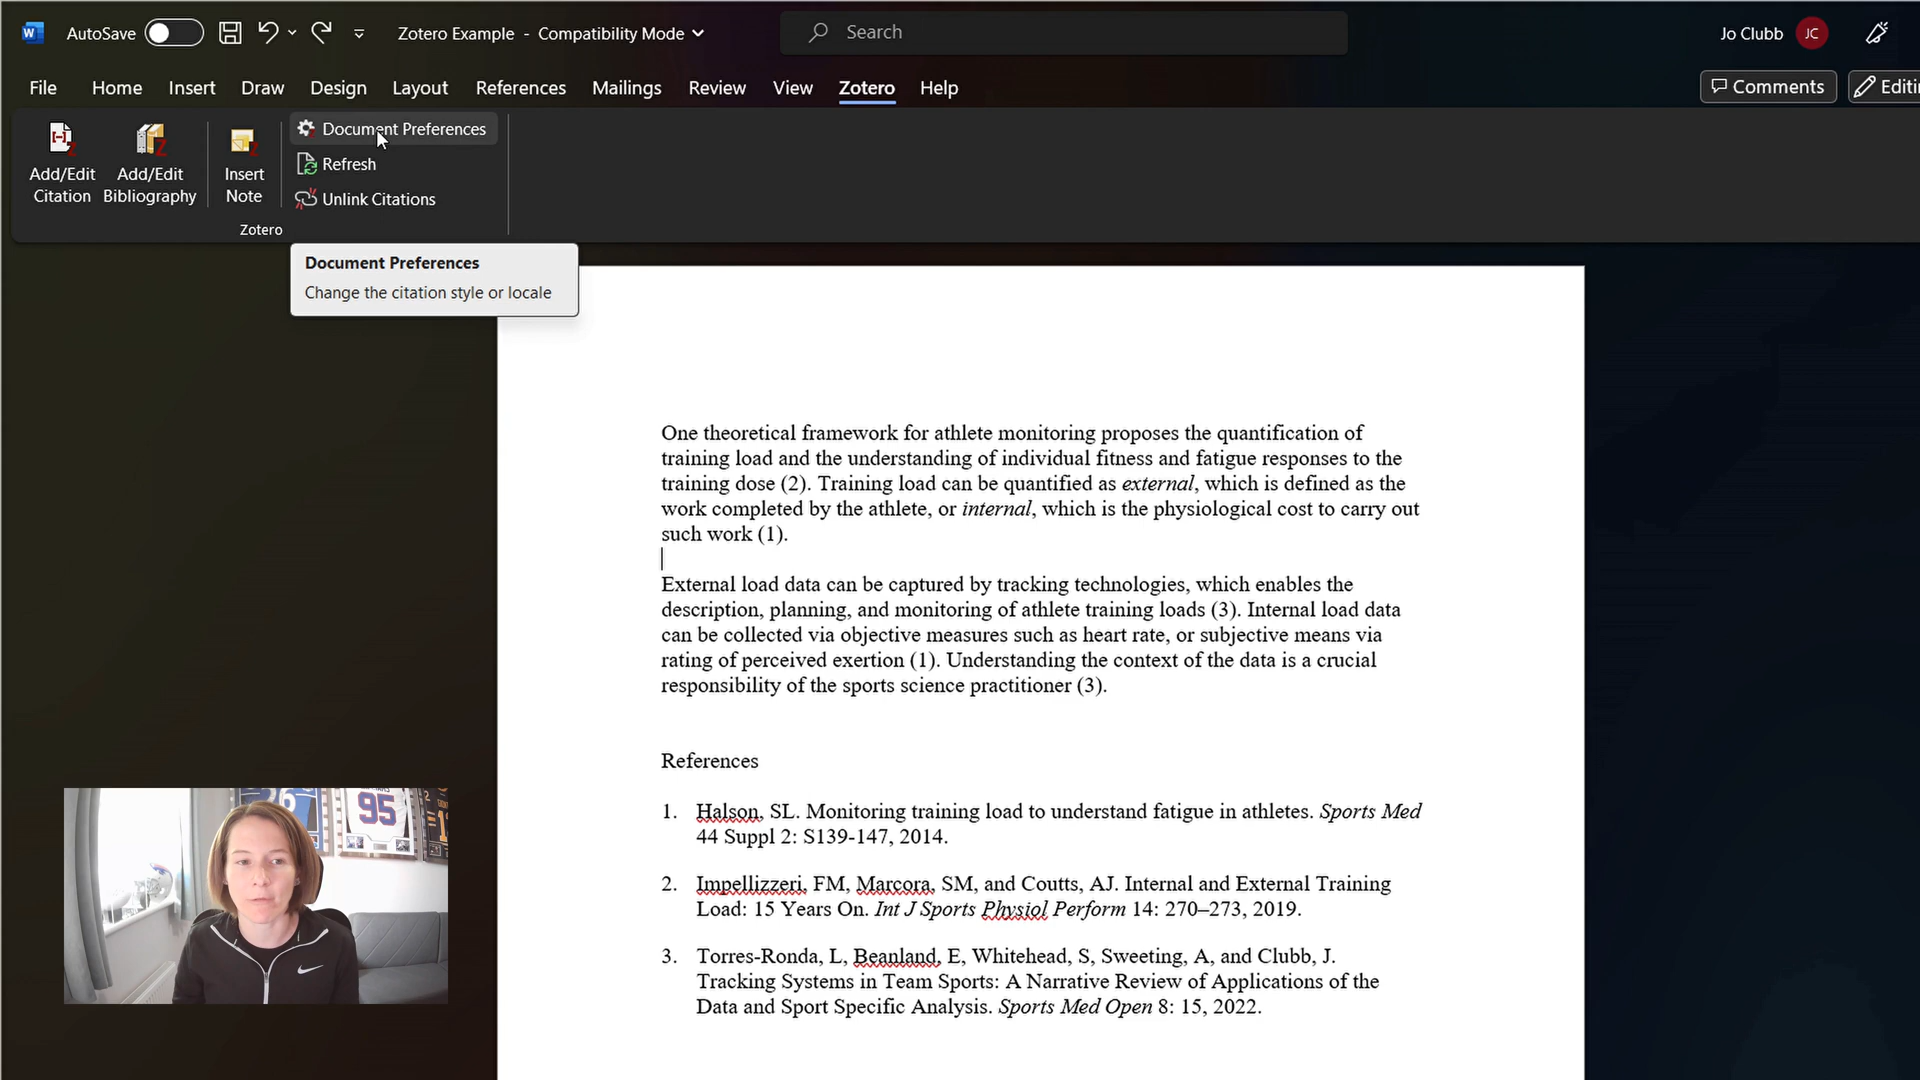 AutoSave
Zotero Example - Compatibility Mode
Search
Jo Clubb
JC
File Home Insert Draw Design Layout References Mailings Review View Zotero Help
Comments
Editi
Add/Edit
Citation
Add/Edit
Bibliography
Insert
Note
Document Preferences
Refresh
Unlink Citations
Zotero
Document Preferences
Change the citation style or locale
One theoretical framework for athlete monitoring proposes the quantification of
training load and the understanding of individual fitness and fatigue responses to the
training dose (2). Training load can be quantified as external, which is defined as the
work completed by the athlete, or internal, which is the physiological cost to carry out
such work (1).
External load data can be captured by tracking technologies, which enables the
description, planning, and monitoring of athlete training loads (3). Internal load data
can be collected via objective measures such as heart rate, or subjective means via
rating of perceived exertion (1). Understanding the context of the data is a crucial
responsibility of the sports science practitioner (3).
References
1. Halson, SL. Monitoring training load to understand fatigue in athletes. Sports Med
44 Suppl 2: S139-147, 2014.
2. Impellizzeri, FM, Marcora, SM, and Coutts, AJ. Internal and External Training
Load: 15 Years On. Int J Sports Physiol Perform 14: 270–273, 2019.
3. Torres-Ronda, L, Beanland, E, Whitehead, S, Sweeting, A, and Clubb, J.
Tracking Systems in Team Sports: A Narrative Review of Applications of the
Data and Sport Specific Analysis. Sports Med Open 8: 15, 2022.
95